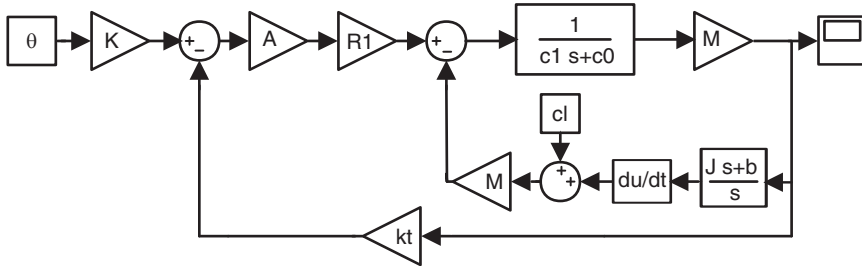 θ
K
+
−
A
R1
+
−
1
c1 s+c0
M
cl
+
+
M
du/dt
J s+b
s
kt